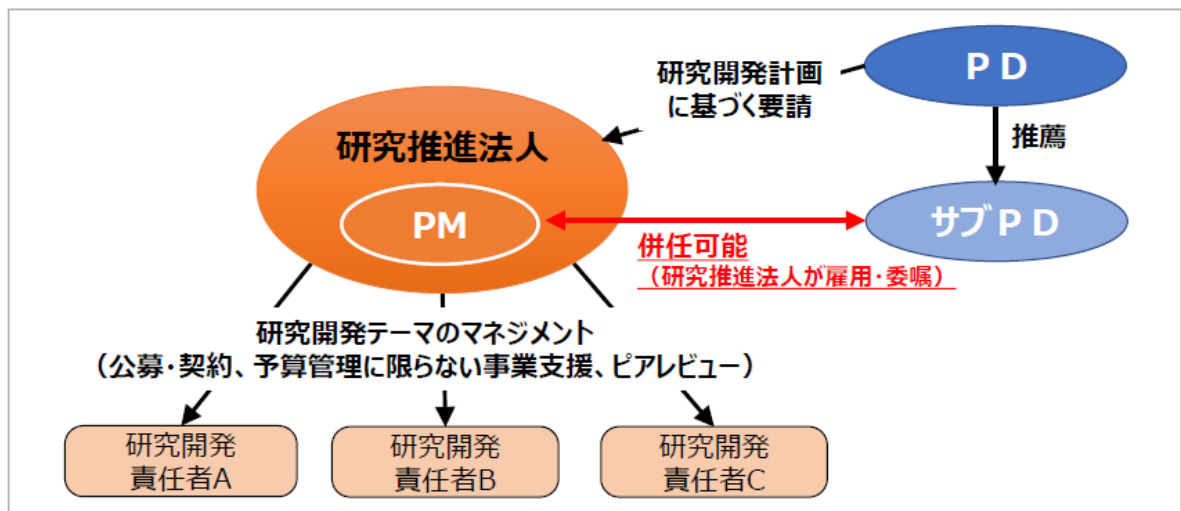 ＰＤ
研究開発計画
に基づく要請
推薦
研究推進法人
PM
サブＰＤ
併任可能
（研究推進法人が雇用・委嘱）
研究開発テーマのマネジメント
（公募・契約、予算管理に限らない事業支援、ピアレビュー）
研究開発
責任者A
研究開発
責任者B
研究開発
責任者C